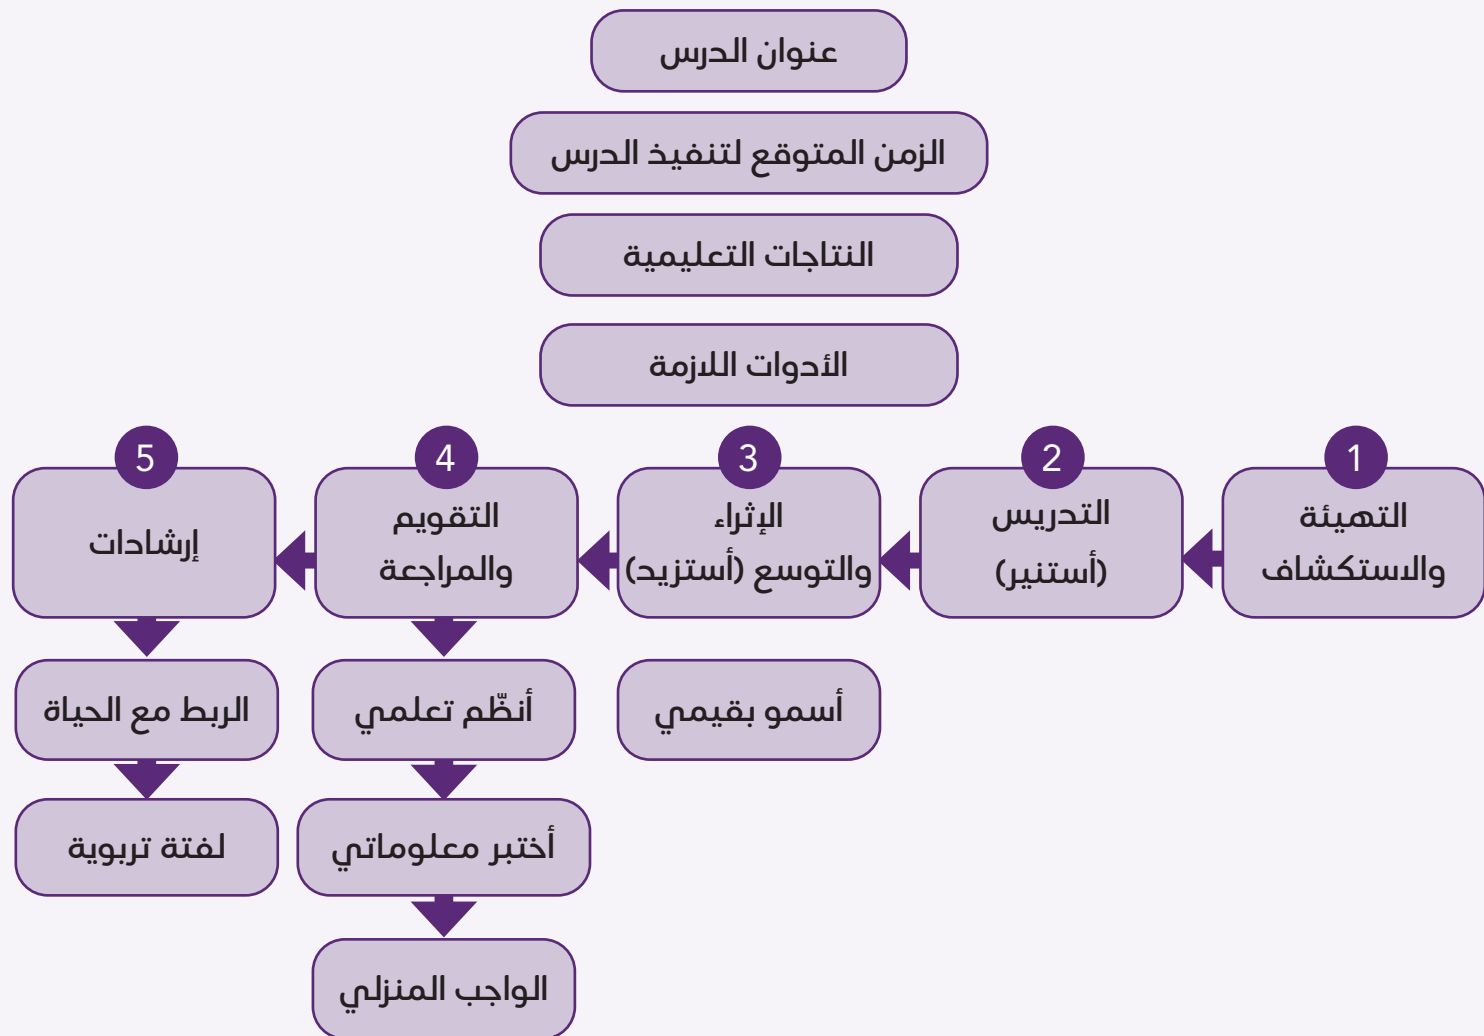 عنوان الدرس
الزمن المتوقع لتنفيذ الدرس
النتاجات التعليمية
الأدوات اللازمة
1
التهيئة
والاستكشاف
2
التدريس
(أستنير)
3
الإثراء
والتوسع (أستزيد)
4
التقويم
والمراجعة
5
إرشادات
أسمو بقيمي
أنظّم تعلمي
الربط مع الحياة
أختبر معلوماتي
لفتة تربوية
الواجب المنزلي